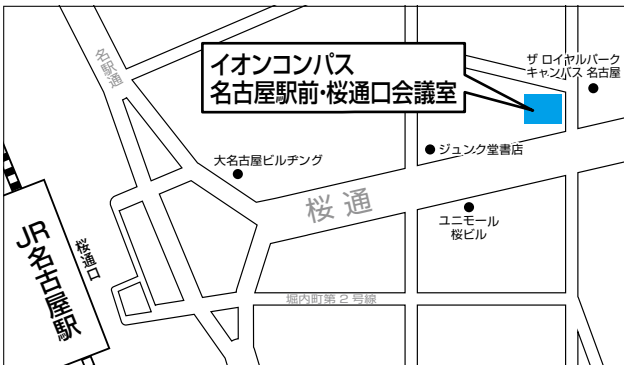 名駅通
イオンコンパス
名古屋駅前・桜通口会議室
ザ ロイヤルパーク
キャンバス 名古屋
ジュンク堂書店
大名古屋ビルヂング
桜通
ユニモール
桜ビル
JR名古屋駅
桜通口
堀内町第2号線